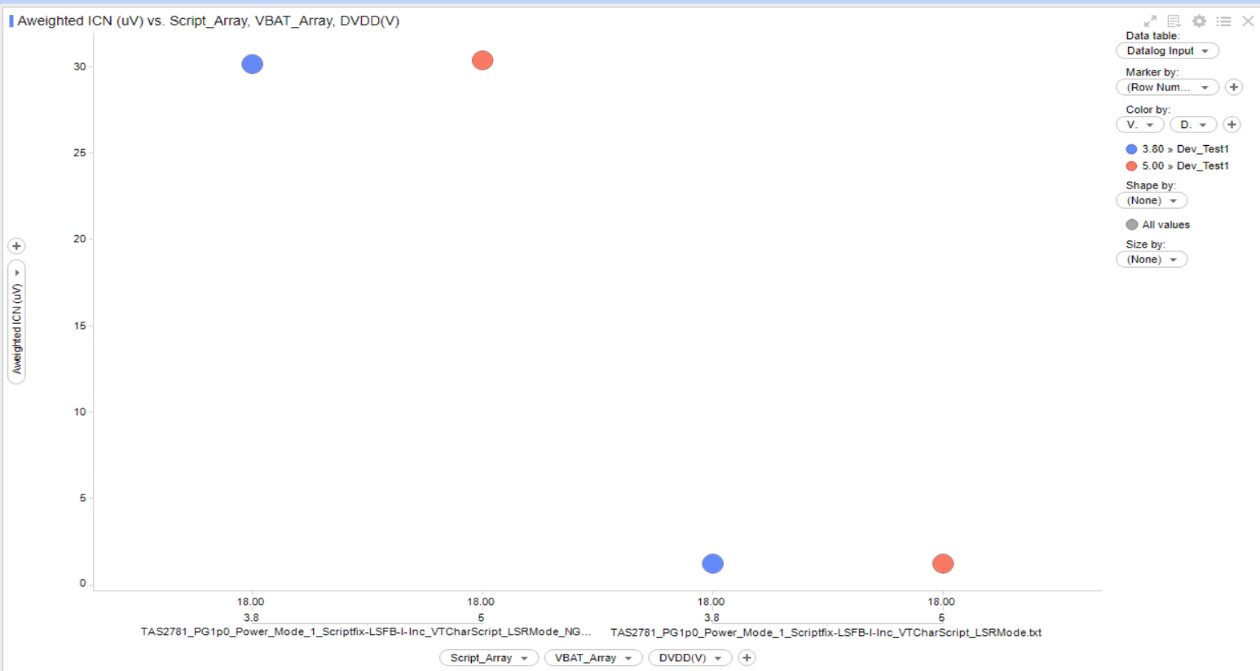 Aweighted ICN (uV) vs. Script_Array, VBAT_Array, DVDD(V)
Data table:
Datalog Input
Marker by:
(Row Num...
Color by:
V. D.
3.80 » Dev_Test1
5.00 » Dev_Test1
Shape by:
(None)
All values
Size by:
(None)
Aweighted ICN (uV)
30
25
20
15
10
5
0
18.00 18.00 18.00 18.00
3.8 5 3.8 5
TAS2781_PG1p0_Power_Mode_1_Scriptfix-LSFB-I-Inc_VTCharScript_LSRMode_NG... TAS2781_PG1p0_Power_Mode_1_Scriptfix-LSFB-I-Inc_VTCharScript_LSRMode.txt
Script_Array VBAT_Array DVDD(V)